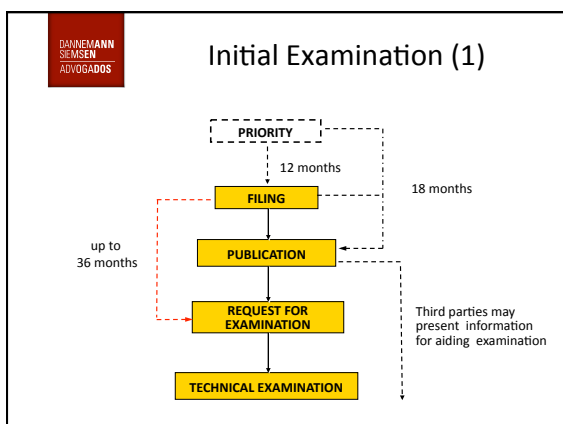 DANNEMANN
SIEMSEN
ADVOGADOS
Initial Examination (1)
PRIORITY
12 months
18 months
FILING
up to
36 months
PUBLICATION
REQUEST FOR
EXAMINATION
Third parties may
present information
for aiding examination
TECHNICAL EXAMINATION